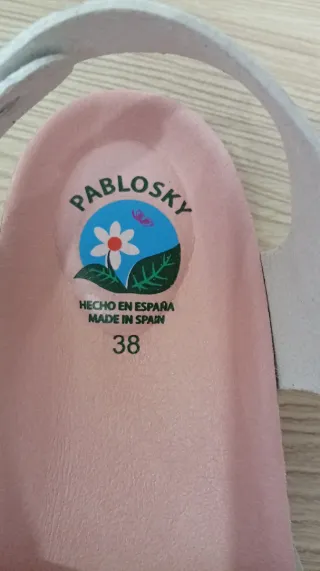 PABLOSKY
HECHO EN ESPAÑA
MADE IN SPAIN
38